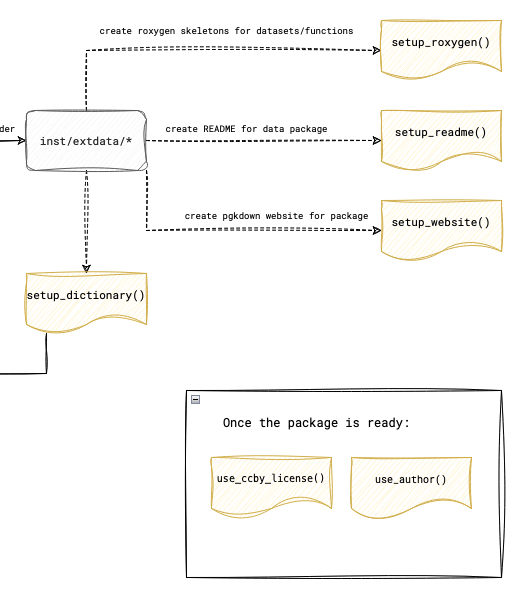 create roxygen skeletons for datasets/functions
setup_roxygen()
der
inst/extdata/*
create README for data package
setup_readme()
create pgkdown website for package
setup_website()
setup_dictionary()
Once the package is ready:
use_ccby_license()
use_author()